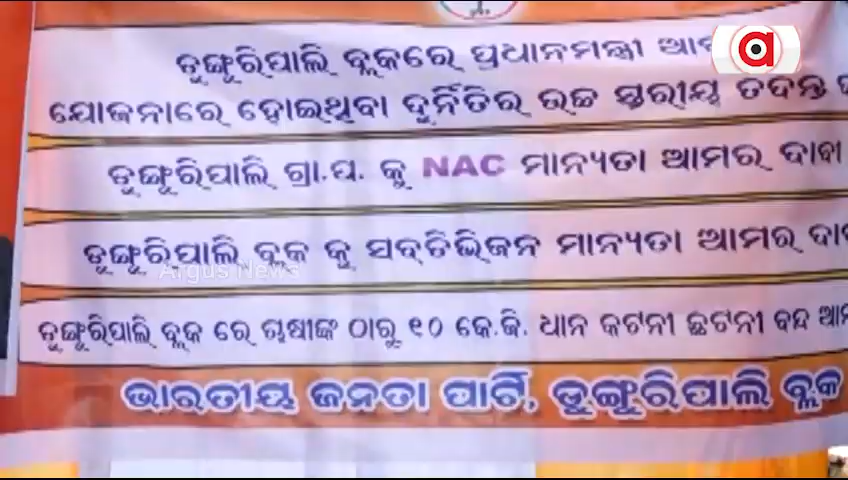 ଡୁଙ୍ଗୁରିପାଲି ବ୍ଲକରେ ପ୍ରଧାନମନ୍ତ୍ରୀ
ଯୋଜନାରେ ହୋଇଥିବା ଦୁର୍ନିତିର ଉଚ୍ଚ ସ୍ତରୀୟ ତଦନ୍ତ
ଡୁଙ୍ଗୁରିପାଲି ଗ୍ରା.ପ. କୁ NAC ମାନ୍ୟତା ଆମର ଦାବୀ
ଡୁଙ୍ଗୁରିପାଲି ବ୍ଲକ କୁ ସବ୍‌ଡିଭିଜନ ମାନ୍ୟତା ଆମର
Argus News
ଡୁଙ୍ଗୁରିପାଲି ବ୍ଲକ ରେ ଚାଷୀଙ୍କ ଠାରୁ ୧୦ କେ.ଜି. ଧାନ କଟନୀ ଛଟନୀ ବନ୍ଦ
ଭାରତୀୟ ଜନତା ପାର୍ଟି, ଡୁଙ୍ଗୁରିପାଲି ବ୍ଲକ